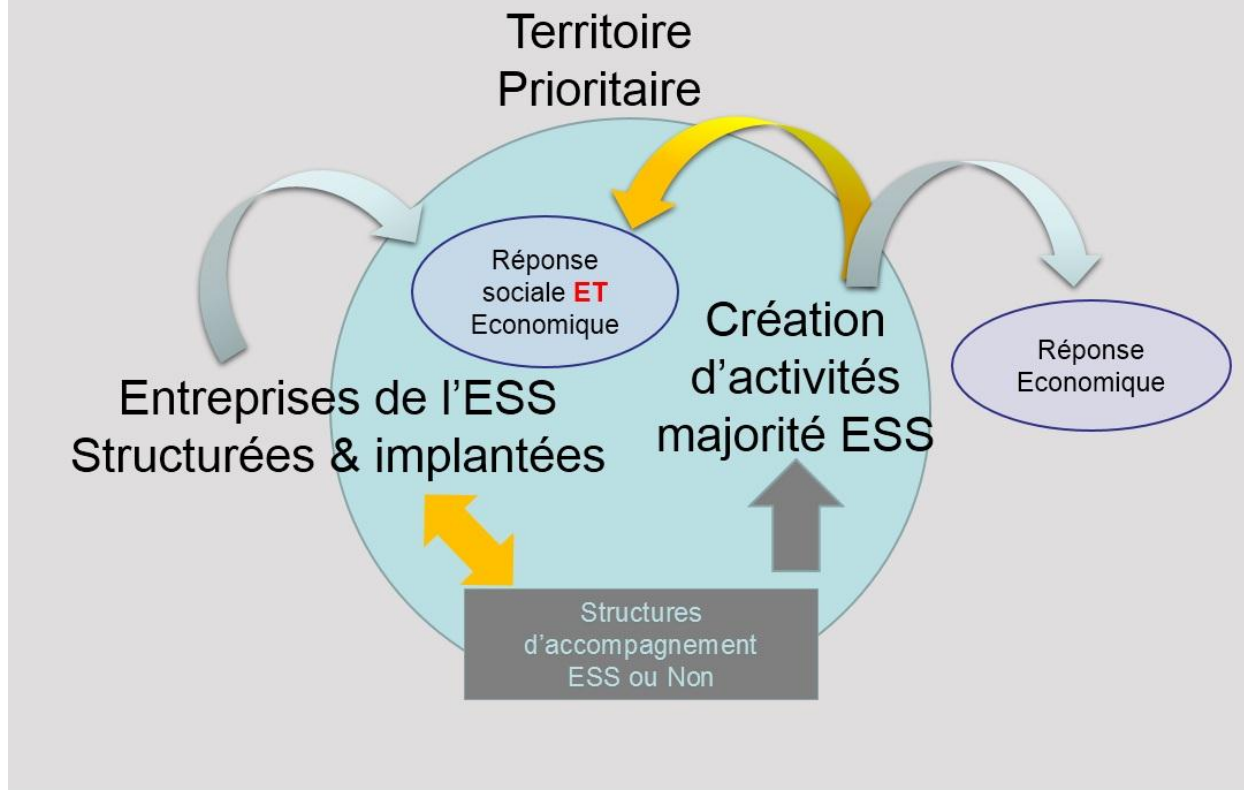 Territoire
Prioritaire
Réponse
sociale ET
Economique
Entreprises de l’ESS
Structurées & implantées
Création
d’activités
majorité ESS
Réponse
Economique
Structures
d’accompagnement
ESS ou Non